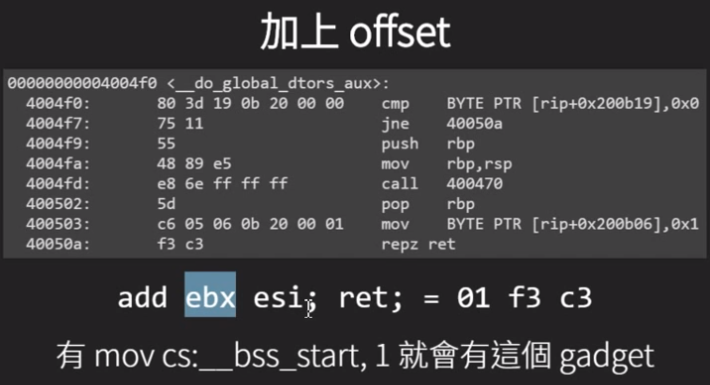 加上 offset
00000000004004f0 <__do_global_dtors_aux>:
4004f0: 80 3d 19 0b 20 00 00 cmp BYTE PTR [rip+0x200b19],0x0
4004f7: 75 11 jne 40050a
4004f9: 55 push rbp
4004fa: 48 89 e5 mov rbp,rsp
4004fd: e8 6e ff ff ff call 400470
400502: 5d pop rbp
400503: c6 05 06 0b 20 00 01 mov BYTE PTR [rip+0x200b06],0x1
40050a: f3 c3 repz ret
add ebx esi; ret; = 01 f3 c3
有 mov cs:__bss_start, 1 就會有這個 gadget